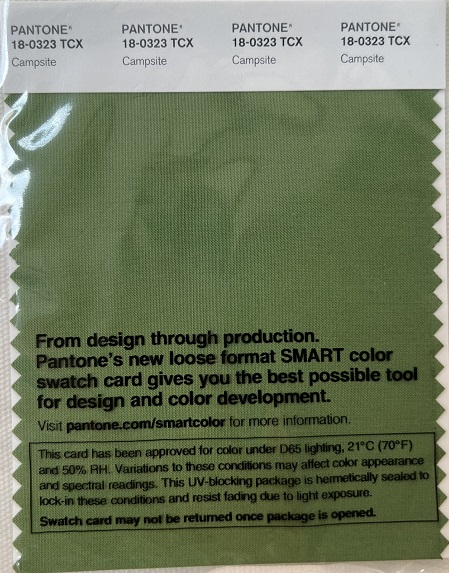 PANTONE® PANTONE® PANTONE® PANTONE®
18-0323 TCX 18-0323 TCX 18-0323 TCX 18-0323 TCX
Campsite Campsite Campsite Campsite
From design through production.
Pantone's new loose format SMART color
swatch card gives you the best possible tool
for design and color development.
Visit pantone.com/smartcolor for more information.
This card has been approved for color under D65 lighting, 21°C (70°F)
and 50% RH. Variations to these conditions may affect color appearance
and spectral readings. This UV-blocking package is hermetically sealed to
lock-in these conditions and resist fading due to light exposure.
Swatch card may not be returned once package is opened.